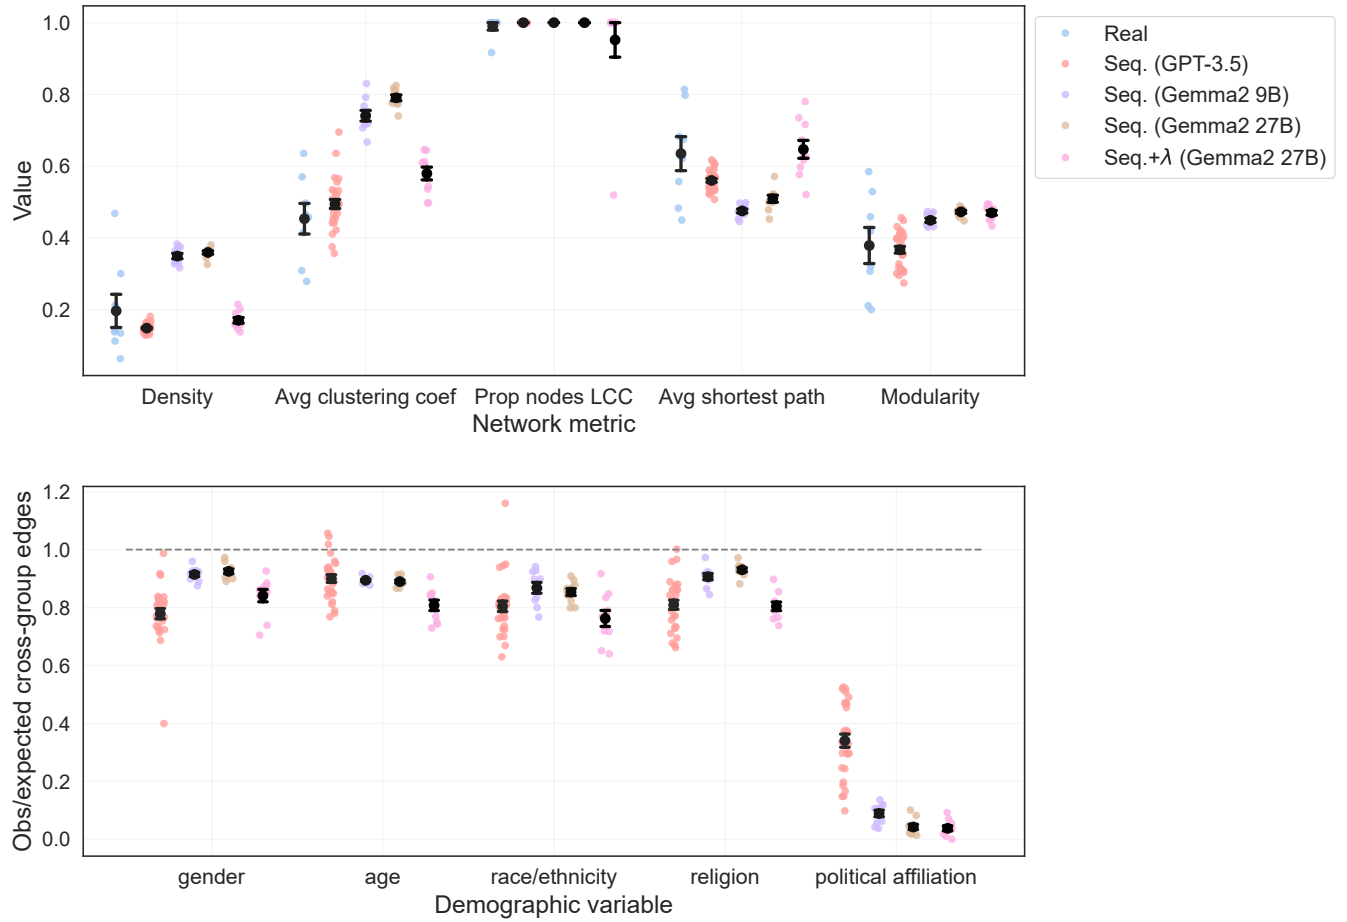 1.0
0.8
0.6
0.4
0.2
Value
Density
Avg clustering coef
Prop nodes LCC
Avg shortest path
Modularity
Network metric
Real
Seq. (GPT-3.5)
Seq. (Gemma2 9B)
Seq. (Gemma2 27B)
Seq.+λ (Gemma2 27B)
1.2
1.0
0.8
0.6
0.4
0.2
0.0
Obs/expected cross-group edges
gender
age
race/ethnicity
religion
political affiliation
Demographic variable